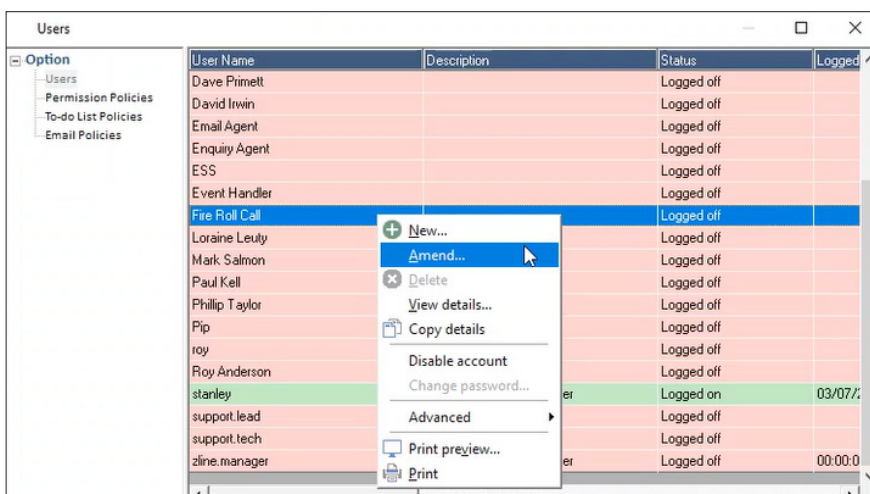 Users
Option
Users
Permission Policies
To-do List Policies
Email Policies
User Name Description Status Logged
Dave Primett Logged off
David Irwin Logged off
Email Agent Logged off
Enquiry Agent Logged off
ESS Logged off
Event Handler Logged off
Fire Roll Call Logged off
Loraine Leuty Logged off
Mark Salmon Logged off
Paul Kell Logged off
Phillip Taylor Logged off
Pip Logged off
roy Logged off
Roy Anderson Logged off
stanley er Logged on 03/07/2
support.lead Logged off
support.tech Logged off
zline.manager er Logged off 00:00:0
New...
Amend...
Delete
View details...
Copy details
Disable account
Change password...
Advanced
Print preview...
Print